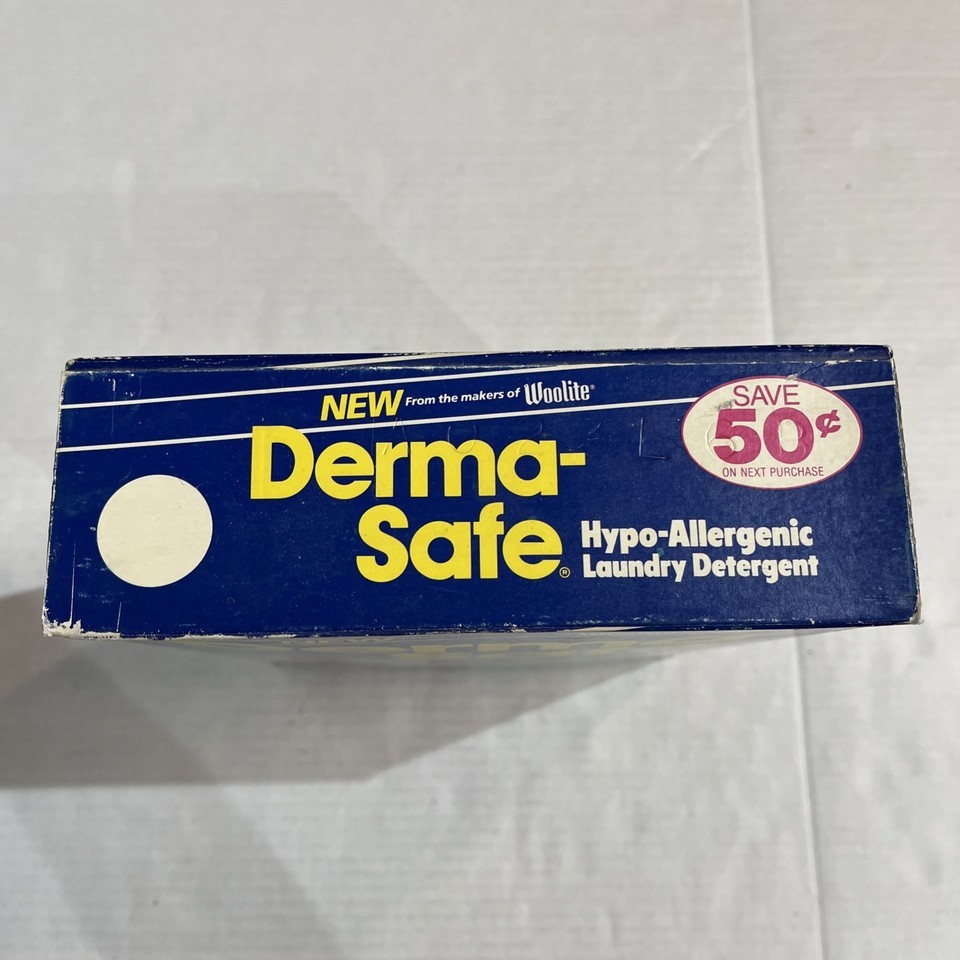 NEW From the makers of Woolite®
SAVE
50¢
ON NEXT PURCHASE
Derma-
Safe®
Hypo-Allergenic
Laundry Detergent